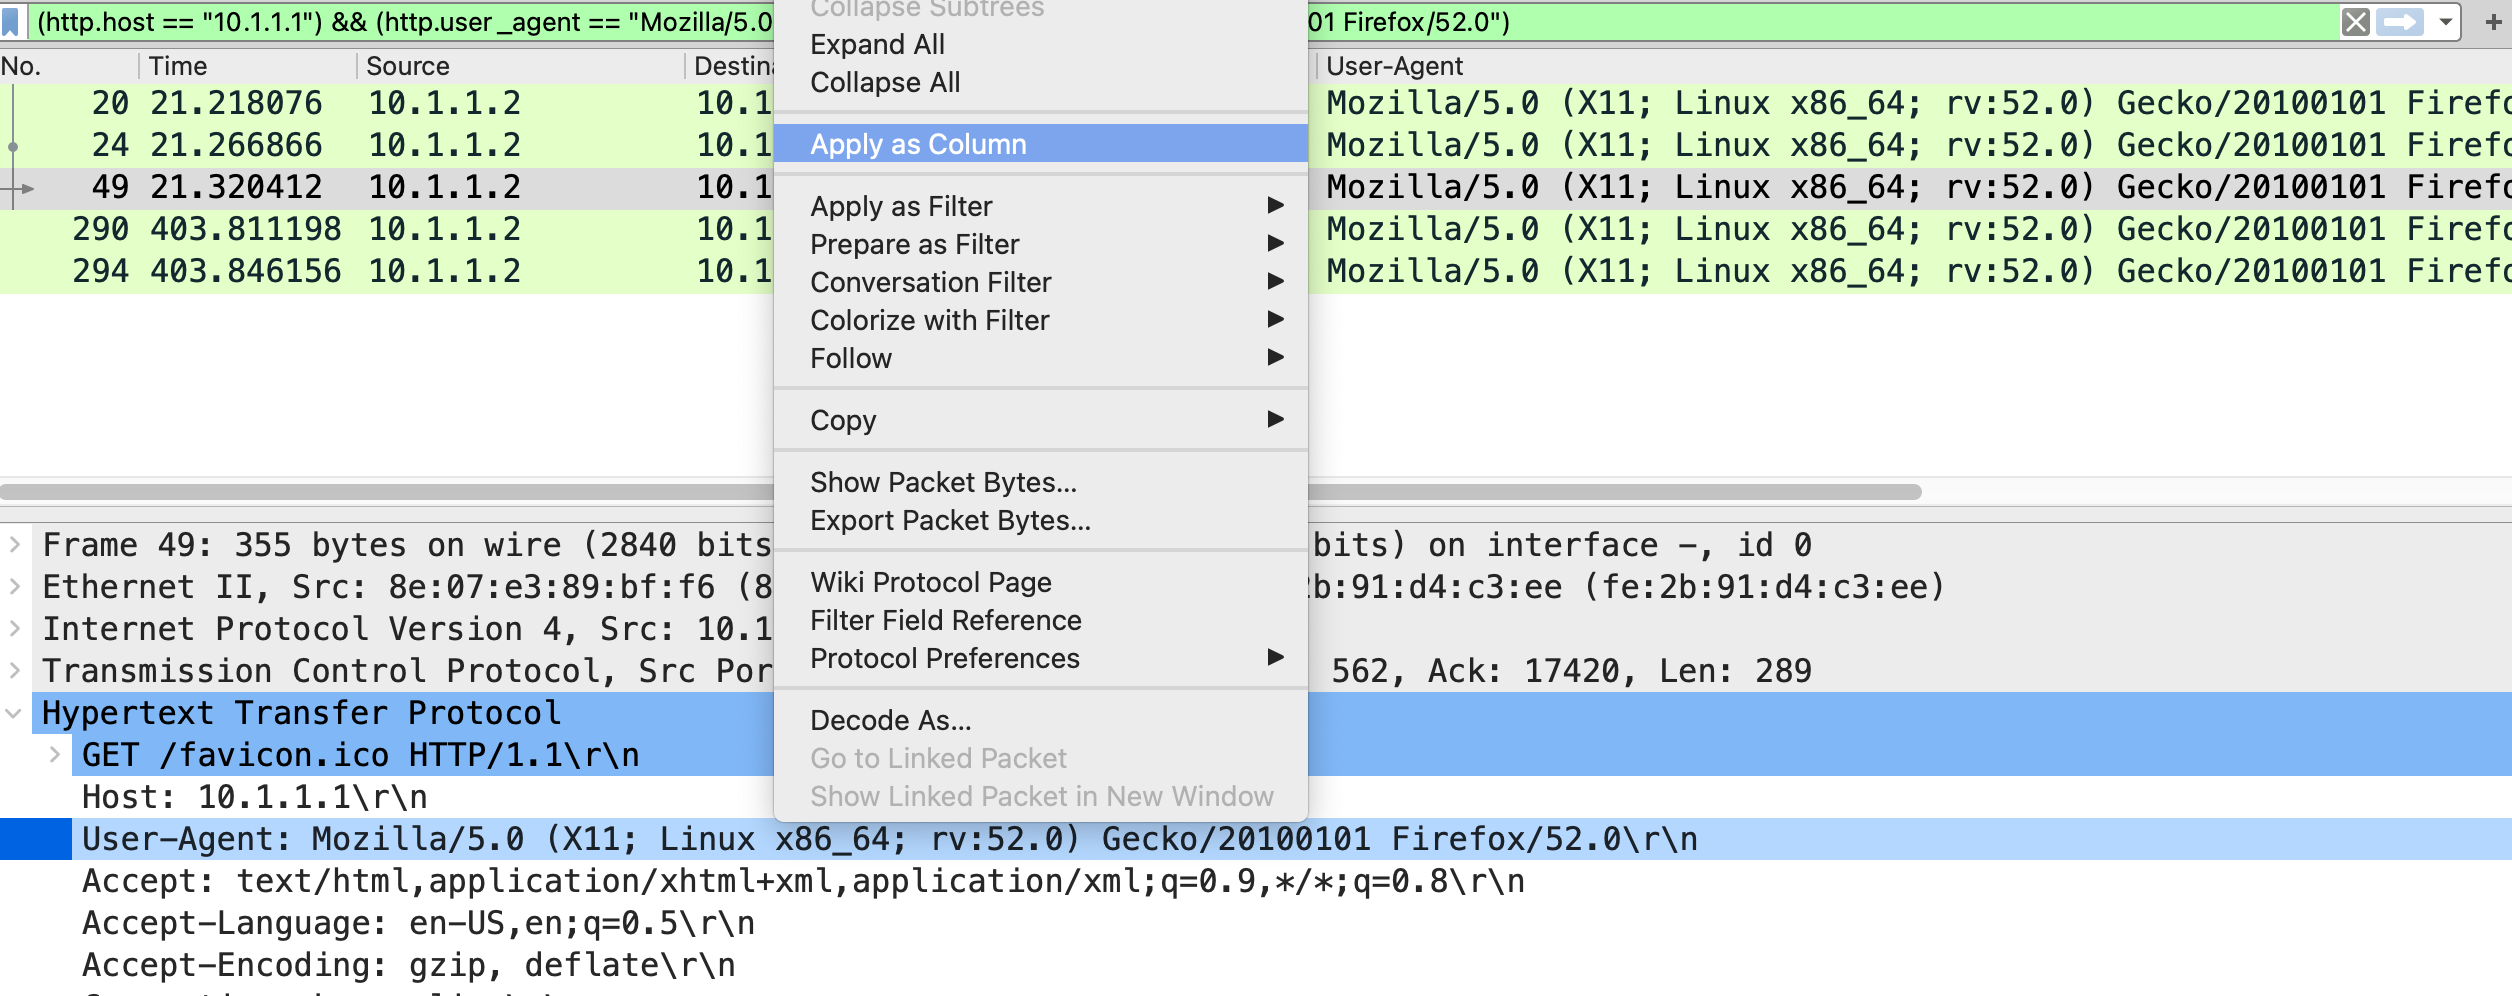 (http.host == "10.1.1.1") && (http.user_agent == "Mozilla/5.0 01 Firefox/52.0")
No. Time Source Destina User-Agent
20 21.218076 10.1.1.2 10.1 Mozilla/5.0 (X11; Linux x86_64; rv:52.0) Gecko/20100101 Firefo
24 21.266866 10.1.1.2 10.1 Mozilla/5.0 (X11; Linux x86_64; rv:52.0) Gecko/20100101 Firefo
49 21.320412 10.1.1.2 10.1 Mozilla/5.0 (X11; Linux x86_64; rv:52.0) Gecko/20100101 Firefo
290 403.811198 10.1.1.2 10.1 Mozilla/5.0 (X11; Linux x86_64; rv:52.0) Gecko/20100101 Firefo
294 403.846156 10.1.1.2 10.1 Mozilla/5.0 (X11; Linux x86_64; rv:52.0) Gecko/20100101 Firefo
Collapse Subtrees
Expand All
Collapse All
Apply as Column
Apply as Filter
Prepare as Filter
Conversation Filter
Colorize with Filter
Follow
Copy
Show Packet Bytes...
Export Packet Bytes...
Wiki Protocol Page
Filter Field Reference
Protocol Preferences
Decode As...
Go to Linked Packet
Show Linked Packet in New Window
Frame 49: 355 bytes on wire (2840 bits bits) on interface -, id 0
Ethernet II, Src: 8e:07:e3:89:bf:f6 (8 b:91:d4:c3:ee (fe:2b:91:d4:c3:ee)
Internet Protocol Version 4, Src: 10.1
Transmission Control Protocol, Src Por 562, Ack: 17420, Len: 289
Hypertext Transfer Protocol
GET /favicon.ico HTTP/1.1\r\n
Host: 10.1.1.1\r\n
User-Agent: Mozilla/5.0 (X11; Linux x86_64; rv:52.0) Gecko/20100101 Firefox/52.0\r\n
Accept: text/html,application/xhtml+xml,application/xml;q=0.9,*/*;q=0.8\r\n
Accept-Language: en-US,en;q=0.5\r\n
Accept-Encoding: gzip, deflate\r\n